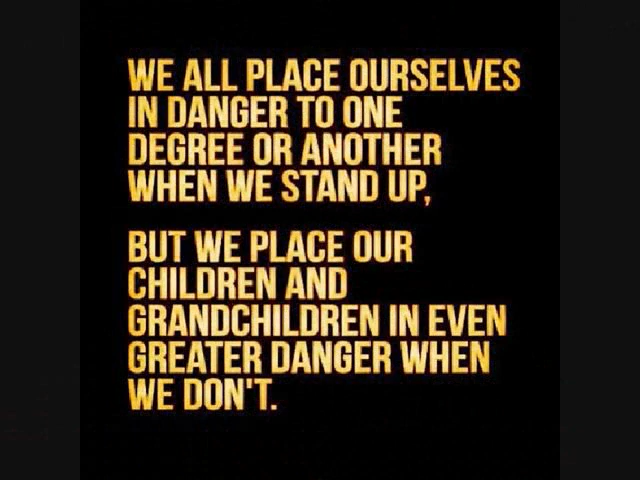 WE ALL PLACE OURSELVES
IN DANGER TO ONE
DEGREE OR ANOTHER
WHEN WE STAND UP,
BUT WE PLACE OUR
CHILDREN AND
GRANDCHILDREN IN EVEN
GREATER DANGER WHEN
WE DON'T.